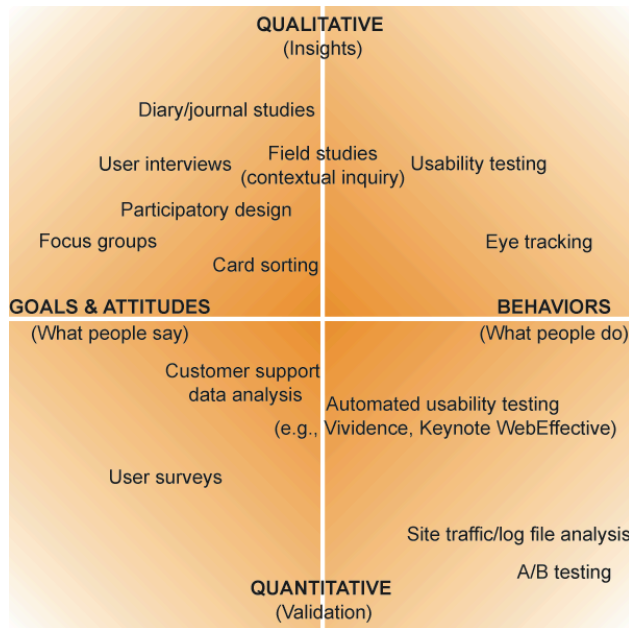 QUALITATIVE
(Insights)
Diary/journal studies
User interviews
Field studies
(contextual inquiry)
Usability testing
Participatory design
Focus groups
Eye tracking
Card sorting
GOALS & ATTITUDES
(What people say)
BEHAVIORS
(What people do)
Customer support
data analysis
Automated usability testing
(e.g., Vividence, Keynote WebEffective)
User surveys
Site traffic/log file analysis
A/B testing
QUANTITATIVE
(Validation)